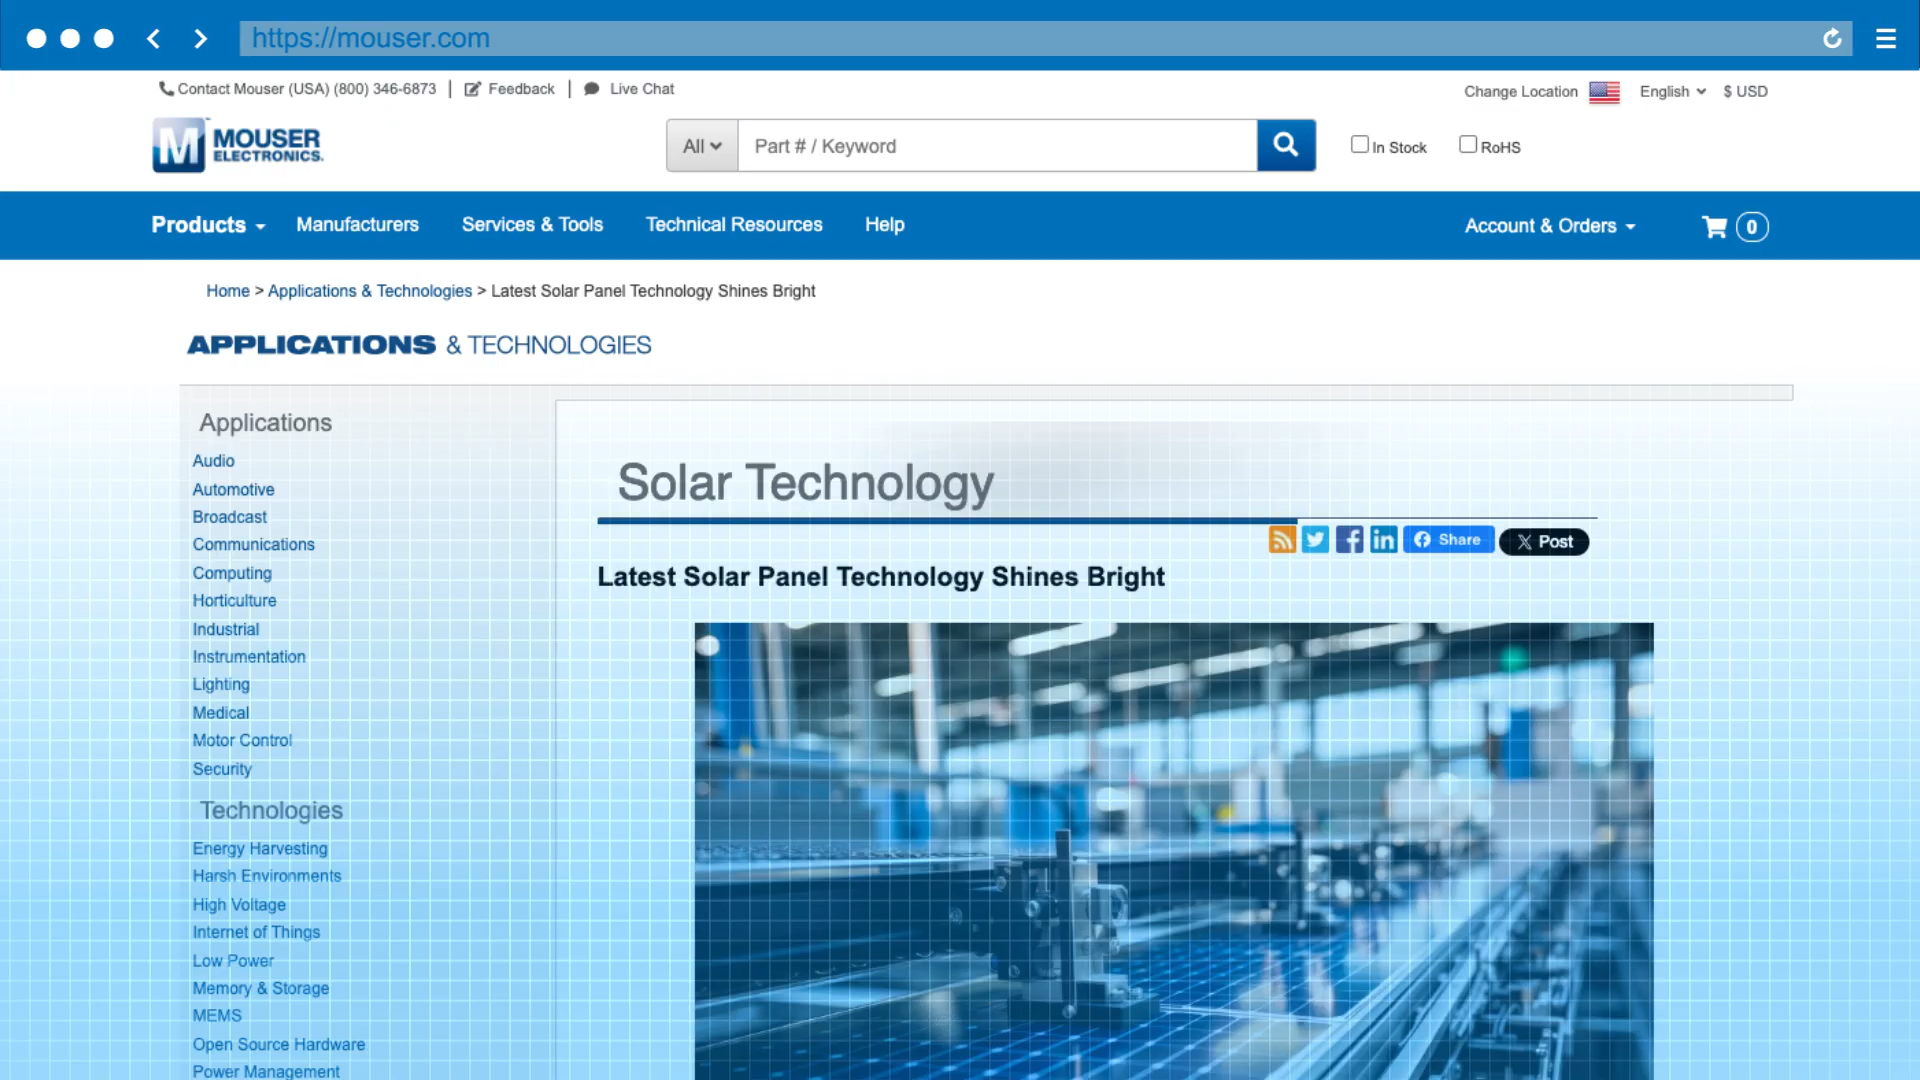 https://mouser.com
Contact Mouser (USA) (800) 346-6873 | Feedback | Live Chat
Change Location English $ USD
M MOUSER
ELECTRONICS.
All Part # / Keyword
In Stock RoHS
Products Manufacturers Services & Tools Technical Resources Help
Account & Orders 0
Home > Applications & Technologies > Latest Solar Panel Technology Shines Bright
APPLICATIONS & TECHNOLOGIES
Applications
Audio
Automotive
Broadcast
Communications
Computing
Horticulture
Industrial
Instrumentation
Lighting
Medical
Motor Control
Security
Technologies
Energy Harvesting
Harsh Environments
High Voltage
Internet of Things
Low Power
Memory & Storage
MEMS
Open Source Hardware
Power Management
Solar Technology
in Share X Post
Latest Solar Panel Technology Shines Bright